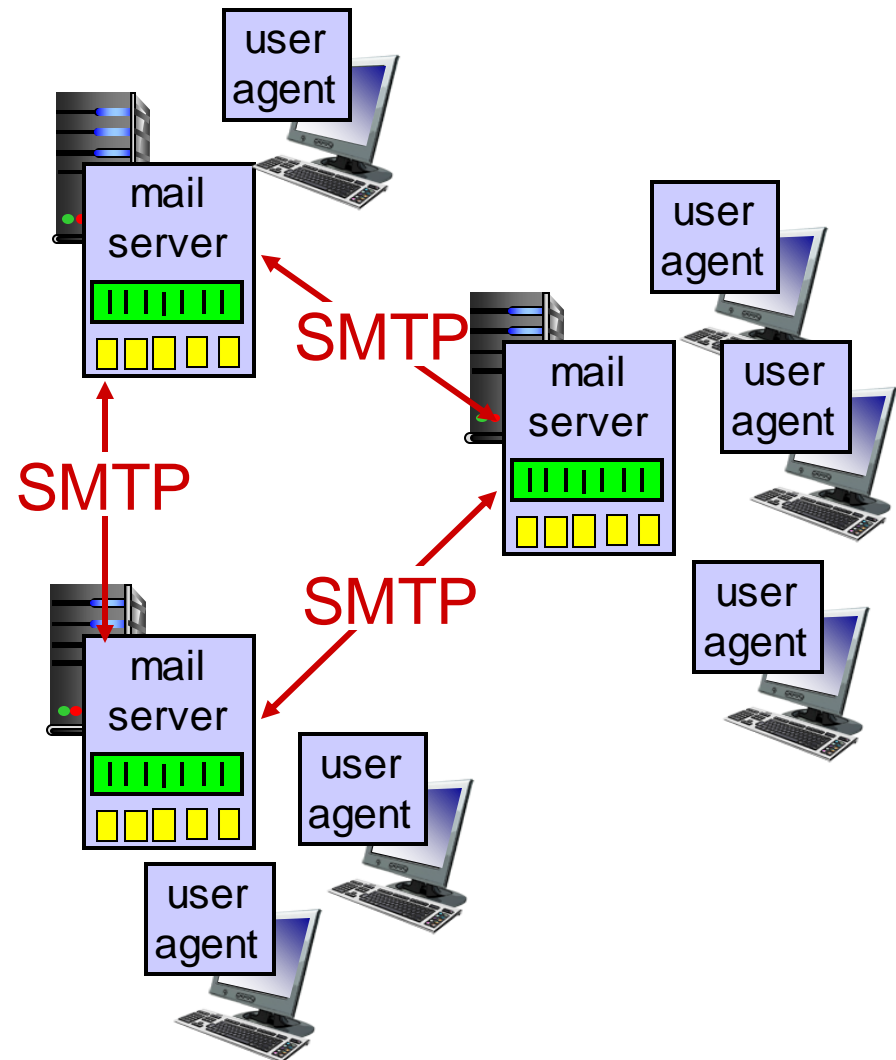 user
agent
mail
server
user
agent
SMTP
mail
server
user
agent
SMTP
SMTP
user
agent
mail
server
user
agent
user
agent